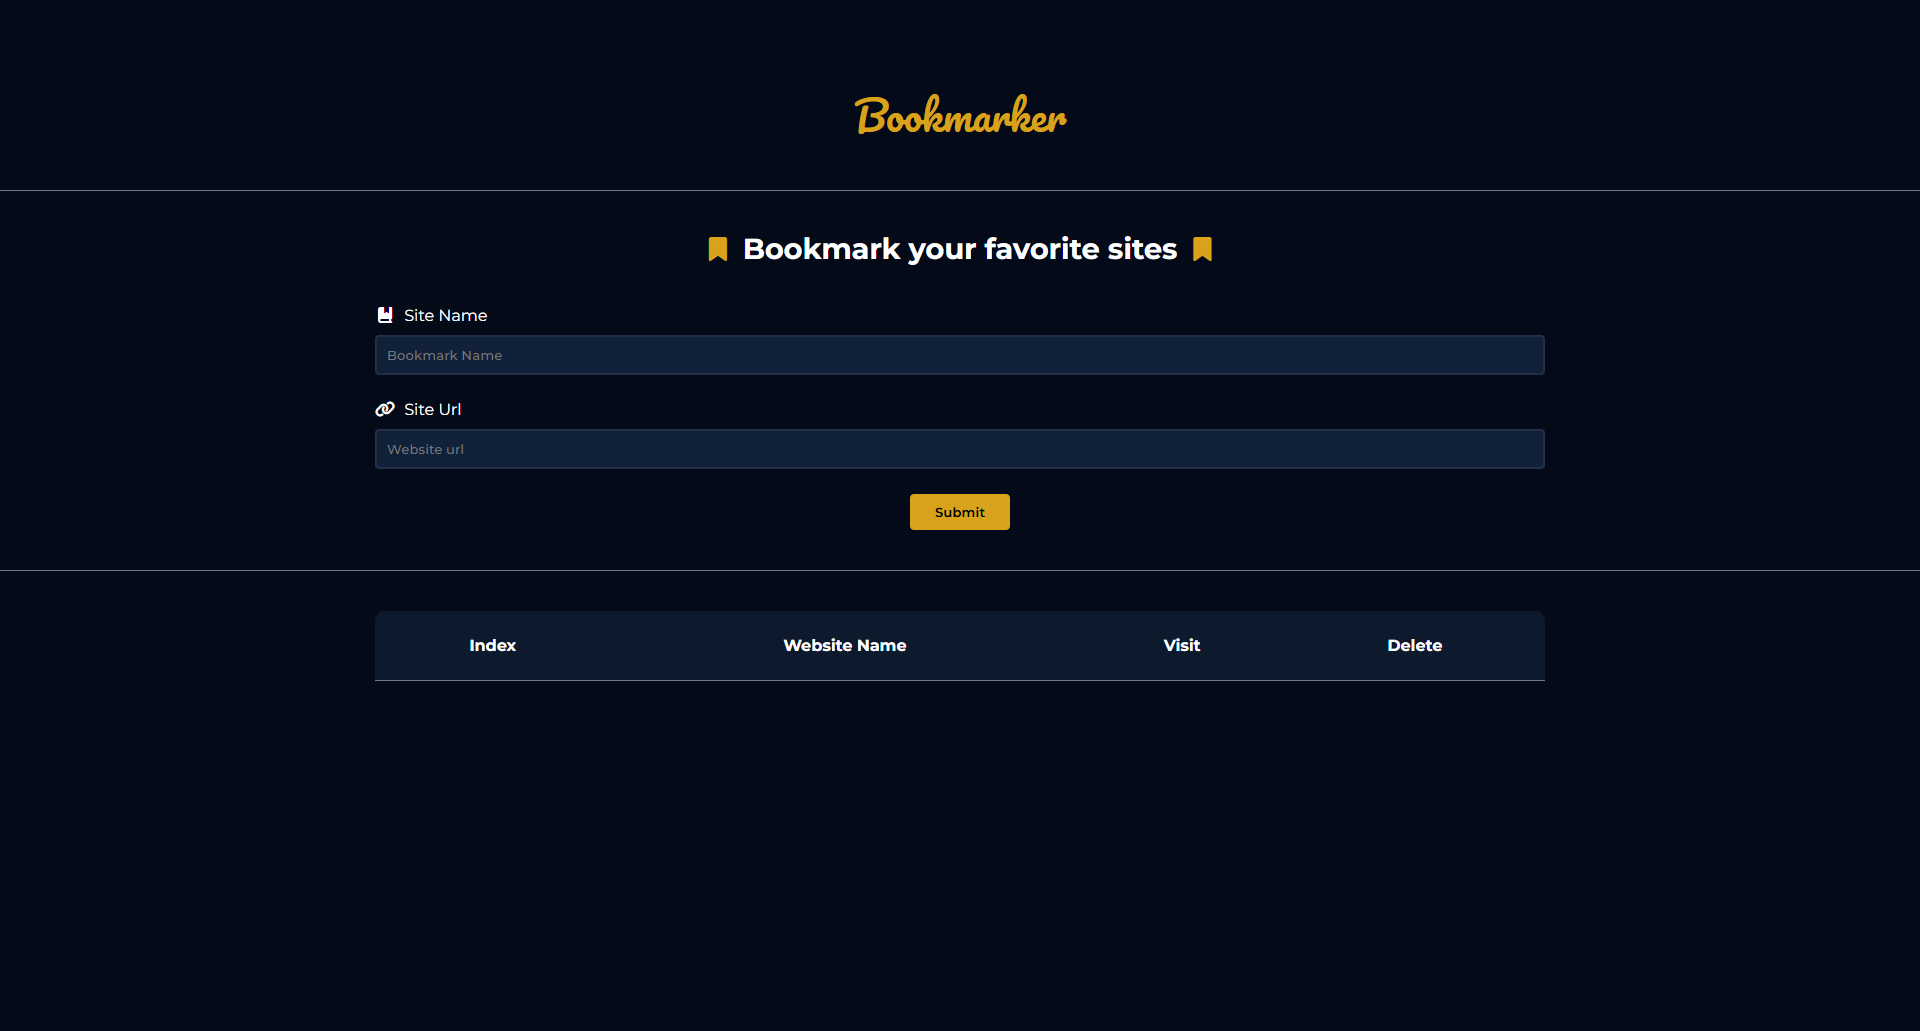 Bookmarker
Bookmark your favorite sites
Site Name
Bookmark Name
Site Url
Website url
Submit
Index Website Name Visit Delete